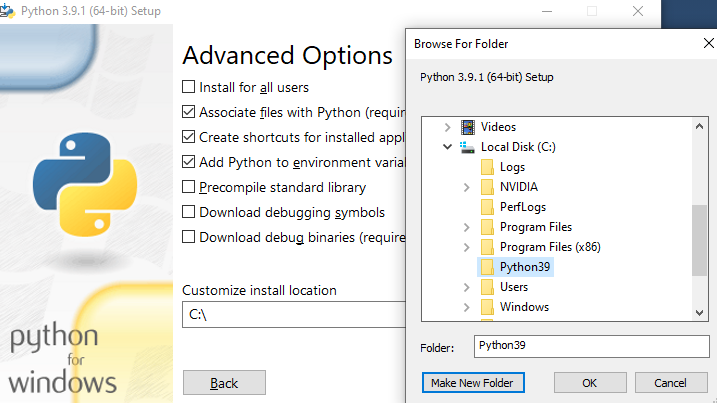 Python 3.9.1 (64-bit) Setup
Advanced Options
Install for all users
Associate files with Python (requir
Create shortcuts for installed appl
Add Python to environment varia
Precompile standard library
Download debugging symbols
Download debug binaries (require
Customize install location
C:\
Back
python
for
windows
Browse For Folder
Python 3.9.1 (64-bit) Setup
Videos
Local Disk (C:)
Logs
NVIDIA
PerfLogs
Program Files
Program Files (x86)
Python39
Users
Windows
Folder: Python39
Make New Folder OK Cancel